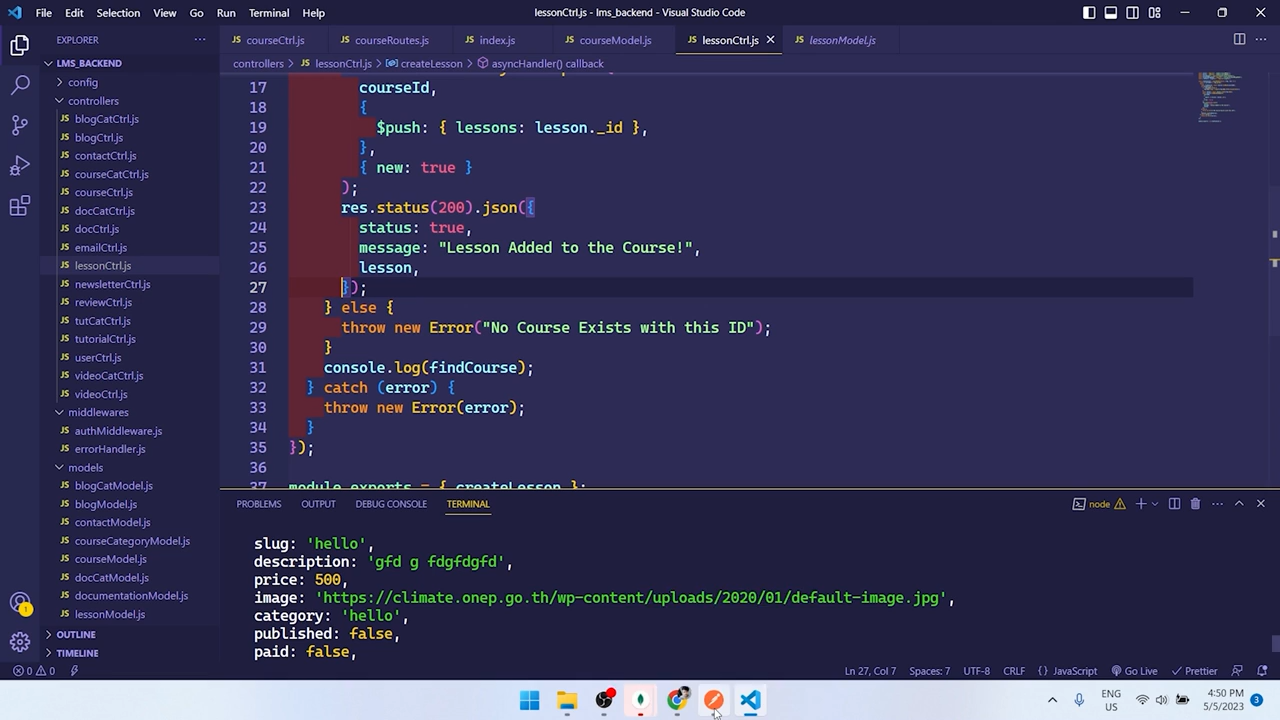 File Edit Selection View Go Run Terminal Help
lessonCtrl.js - lms_backend - Visual Studio Code
EXPLORER
courseCtrl.js courseRoutes.js index.js courseModel.js lessonCtrl.js lessonModel.js
LMS_BACKEND
controllers > lessonCtrl.js > createLesson > asyncHandler() callback
config
controllers
blogCatCtrl.js
blogCtrl.js
contactCtrl.js
courseCatCtrl.js
courseCtrl.js
docCatCtrl.js
docCtrl.js
emailCtrl.js
lessonCtrl.js
newsletterCtrl.js
reviewCtrl.js
tutCatCtrl.js
tutorialCtrl.js
userCtrl.js
videoCatCtrl.js
videoCtrl.js
middlewares
authMiddleware.js
errorHandler.js
models
blogCatModel.js
blogModel.js
contactModel.js
courseCategoryModel.js
courseModel.js
docCatModel.js
documentationModel.js
lessonModel.js
OUTLINE
TIMELINE
17 courseId,
18 {
19 $push: { lessons: lesson._id },
20 },
21 { new: true }
22 );
23 res.status(200).json({
24 status: true,
25 message: "Lesson Added to the Course!",
26 lesson,
27 });
28 } else {
29 throw new Error("No Course Exists with this ID");
30 }
31 console.log(findCourse);
32 } catch (error) {
33 throw new Error(error);
34 }
35 });
36
37 module.exports = { createLesson };
PROBLEMS OUTPUT DEBUG CONSOLE TERMINAL
node
slug: 'hello',
description: 'gfd g fdgfdgfd',
price: 500,
image: 'https://climate.onep.go.th/wp-content/uploads/2020/01/default-image.jpg',
category: 'hello',
published: false,
paid: false,
0 0 Ln 27, Col 7 Spaces: 7 UTF-8 CRLF {} JavaScript Go Live Prettier
ENG
US
4:50 PM
5/5/2023
3
1